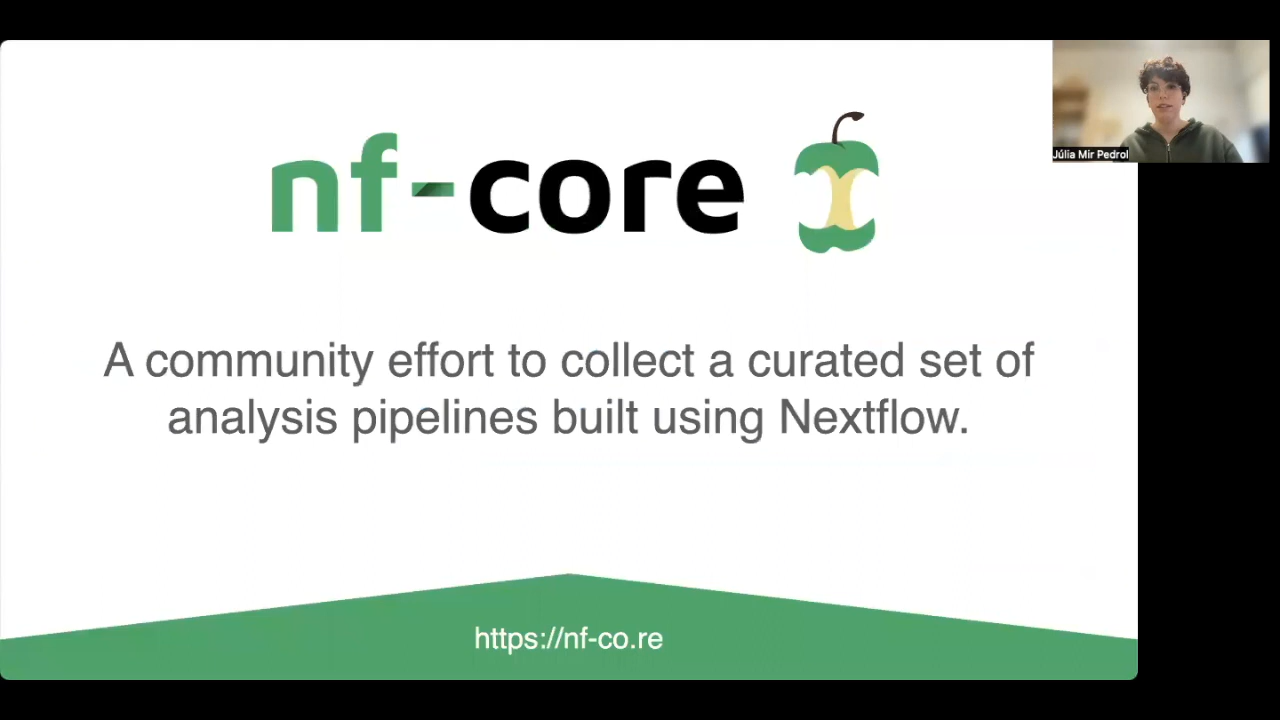 nf-core
Júlia Mir Pedrol
A community effort to collect a curated set of
analysis pipelines built using Nextflow.
https://nf-co.re